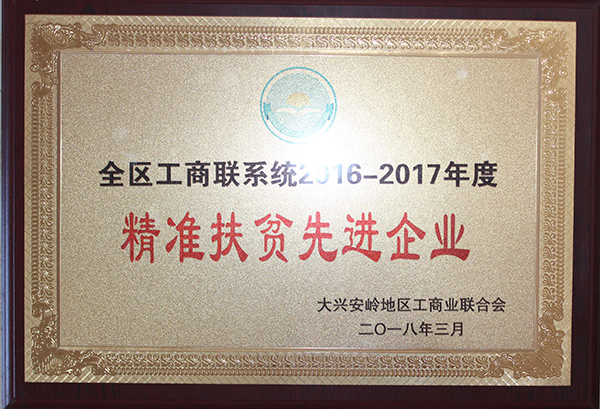 全区工商联系统2016-2017年度
精准扶贫先进企业
大兴安岭地区工商业联合会
二〇一八年三月